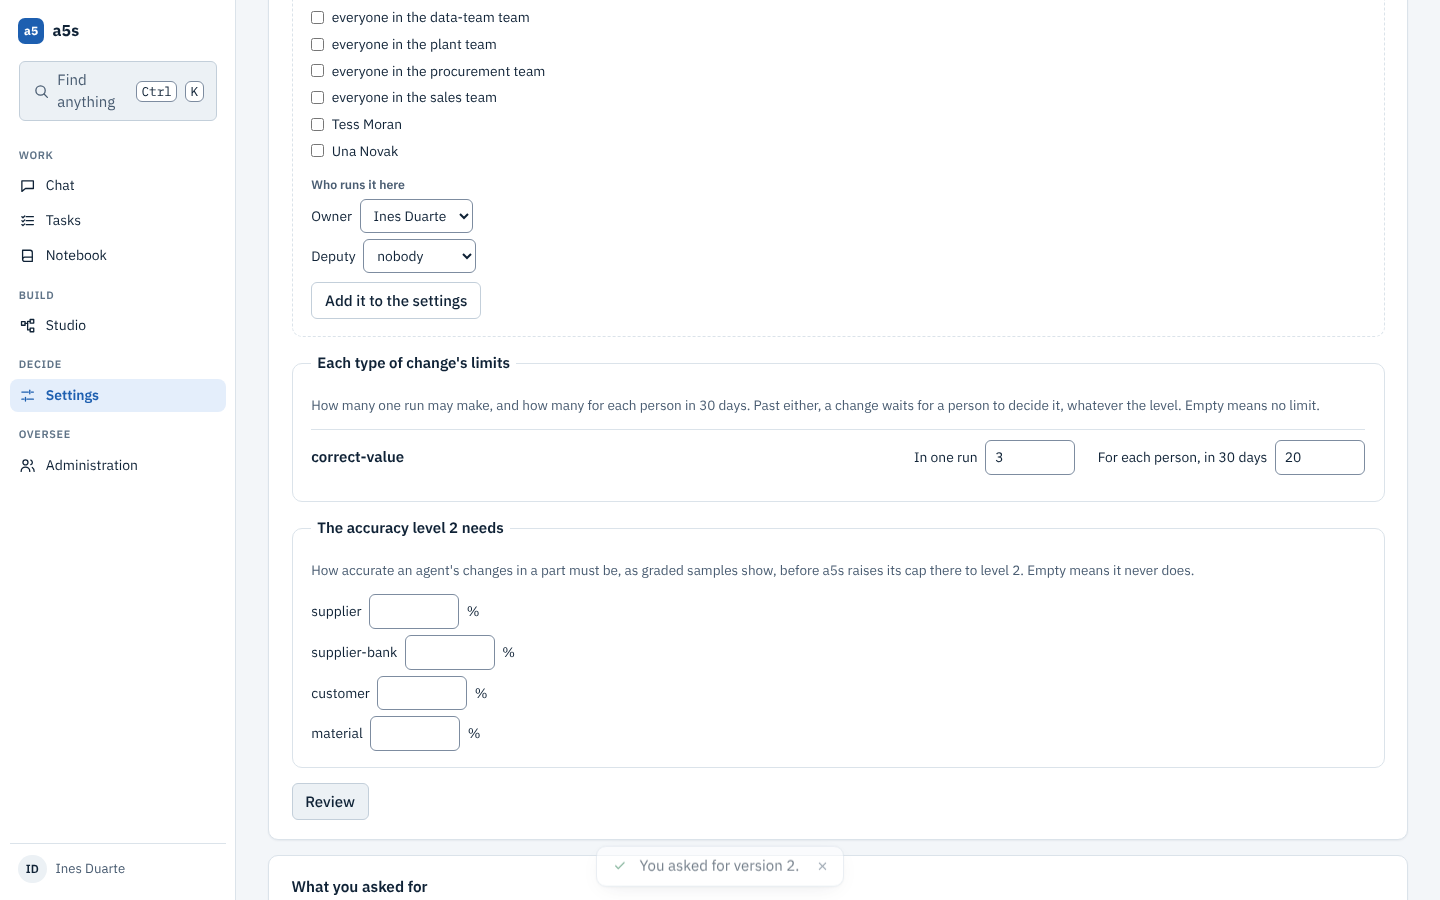 a5 a5s
Find anything Ctrl K
WORK
Chat
Tasks
Notebook
BUILD
Studio
DECIDE
Settings
OVERSEE
Administration
ID Ines Duarte
everyone in the data-team team
everyone in the plant team
everyone in the procurement team
everyone in the sales team
Tess Moran
Una Novak
Who runs it here
Owner Ines Duarte
Deputy nobody
Add it to the settings
Each type of change's limits
How many one run may make, and how many for each person in 30 days. Past either, a change waits for a person to decide it, whatever the level. Empty means no limit.
correct-value In one run 3 For each person, in 30 days 20
The accuracy level 2 needs
How accurate an agent's changes in a part must be, as graded samples show, before a5s raises its cap there to level 2. Empty means it never does.
supplier %
supplier-bank %
customer %
material %
Review
You asked for version 2. ×
What you asked for